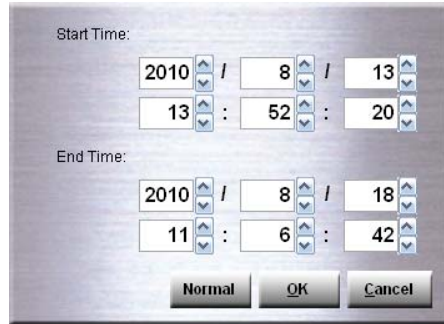 Start Time:
2010 / 8 / 13
13 : 52 : 20
End Time:
2010 / 8 / 18
11 : 6 : 42
Normal OK Cancel